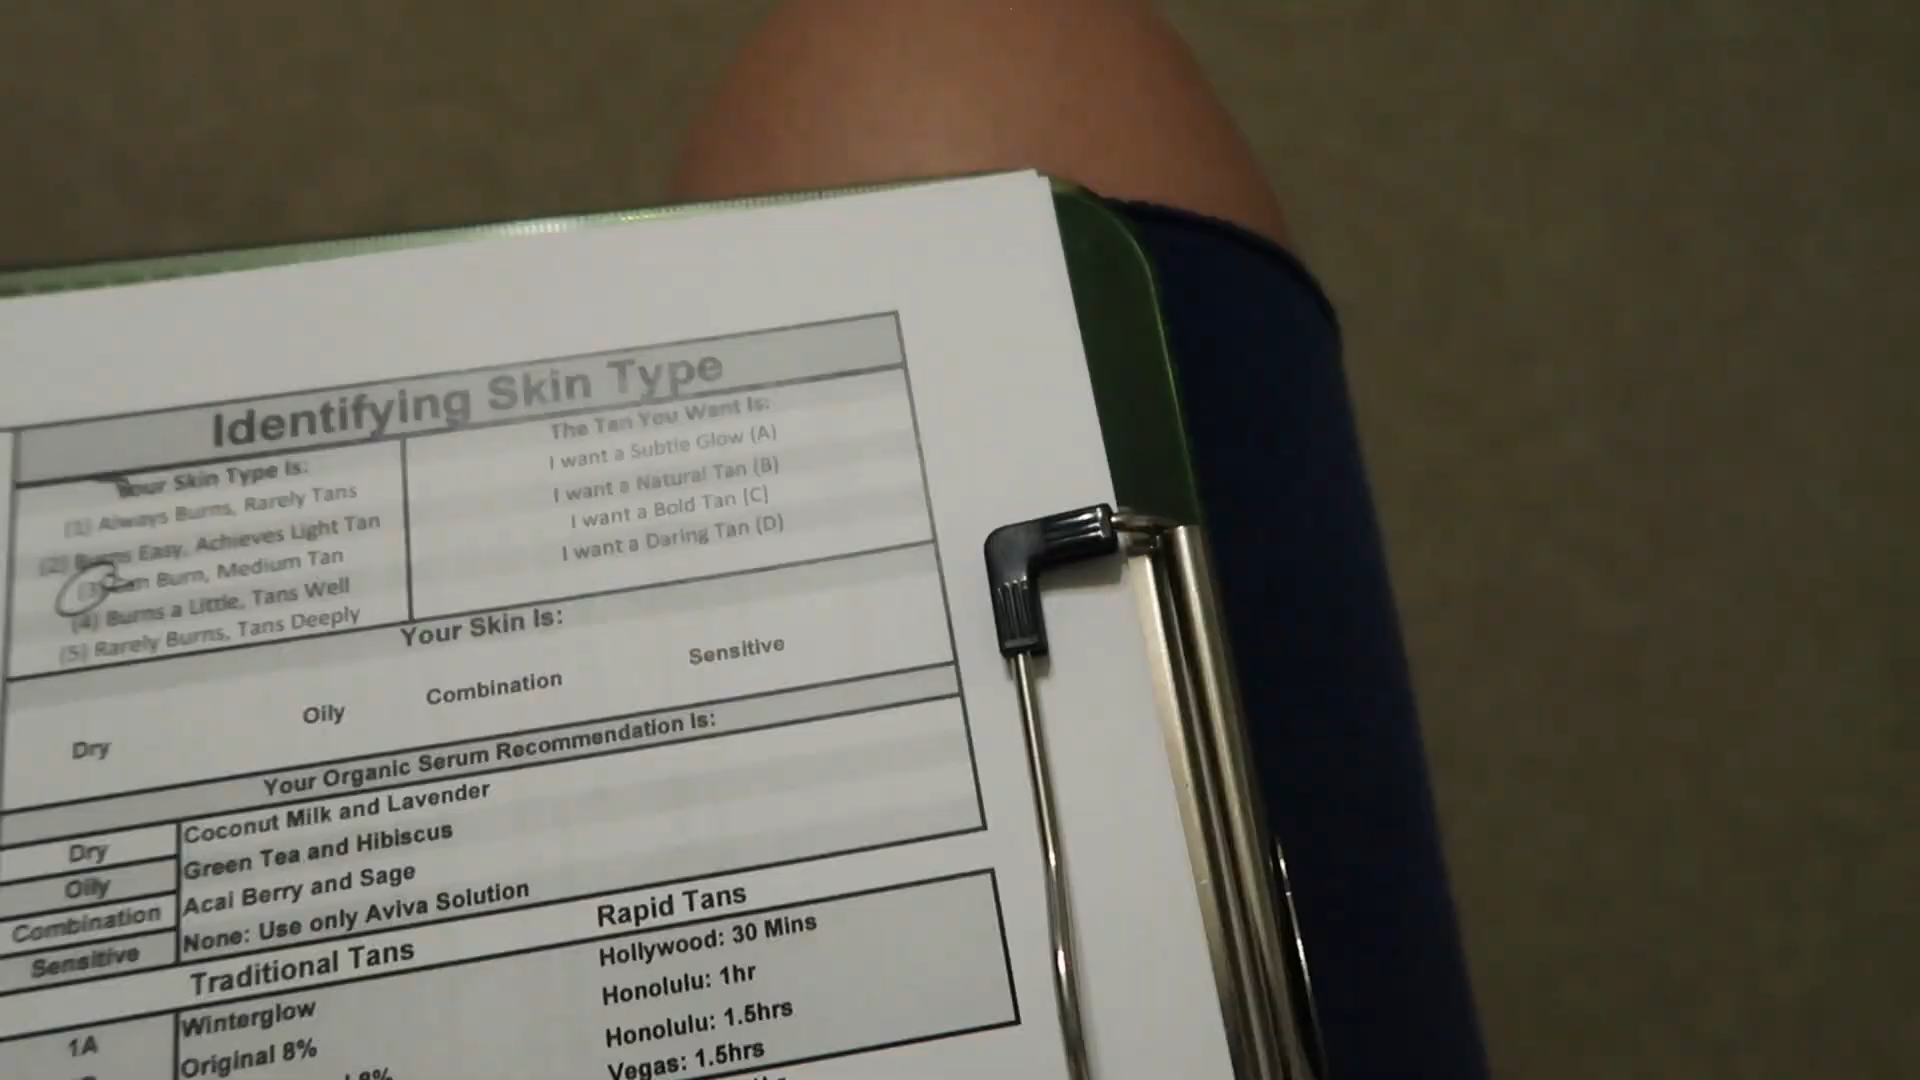 Identifying Skin Type
Your Skin Type Is:
(1) Always Burns, Rarely Tans
(2) Burns Easy, Achieves Light Tan
(3) Can Burn, Medium Tan
(4) Burns a Little, Tans Well
(5) Rarely Burns, Tans Deeply
The Tan You Want Is:
I want a Subtle Glow (A)
I want a Natural Tan (B)
I want a Bold Tan [C]
I want a Daring Tan (D)
Your Skin Is:
Dry Oily Combination Sensitive
Your Organic Serum Recommendation Is:
Dry Coconut Milk and Lavender
Oily Green Tea and Hibiscus
Combination Acai Berry and Sage
Sensitive None: Use only Aviva Solution
Traditional Tans
1A Winterglow
Original 8%
8%
Rapid Tans
Hollywood: 30 Mins
Honolulu: 1hr
Honolulu: 1.5hrs
Vegas: 1.5hrs